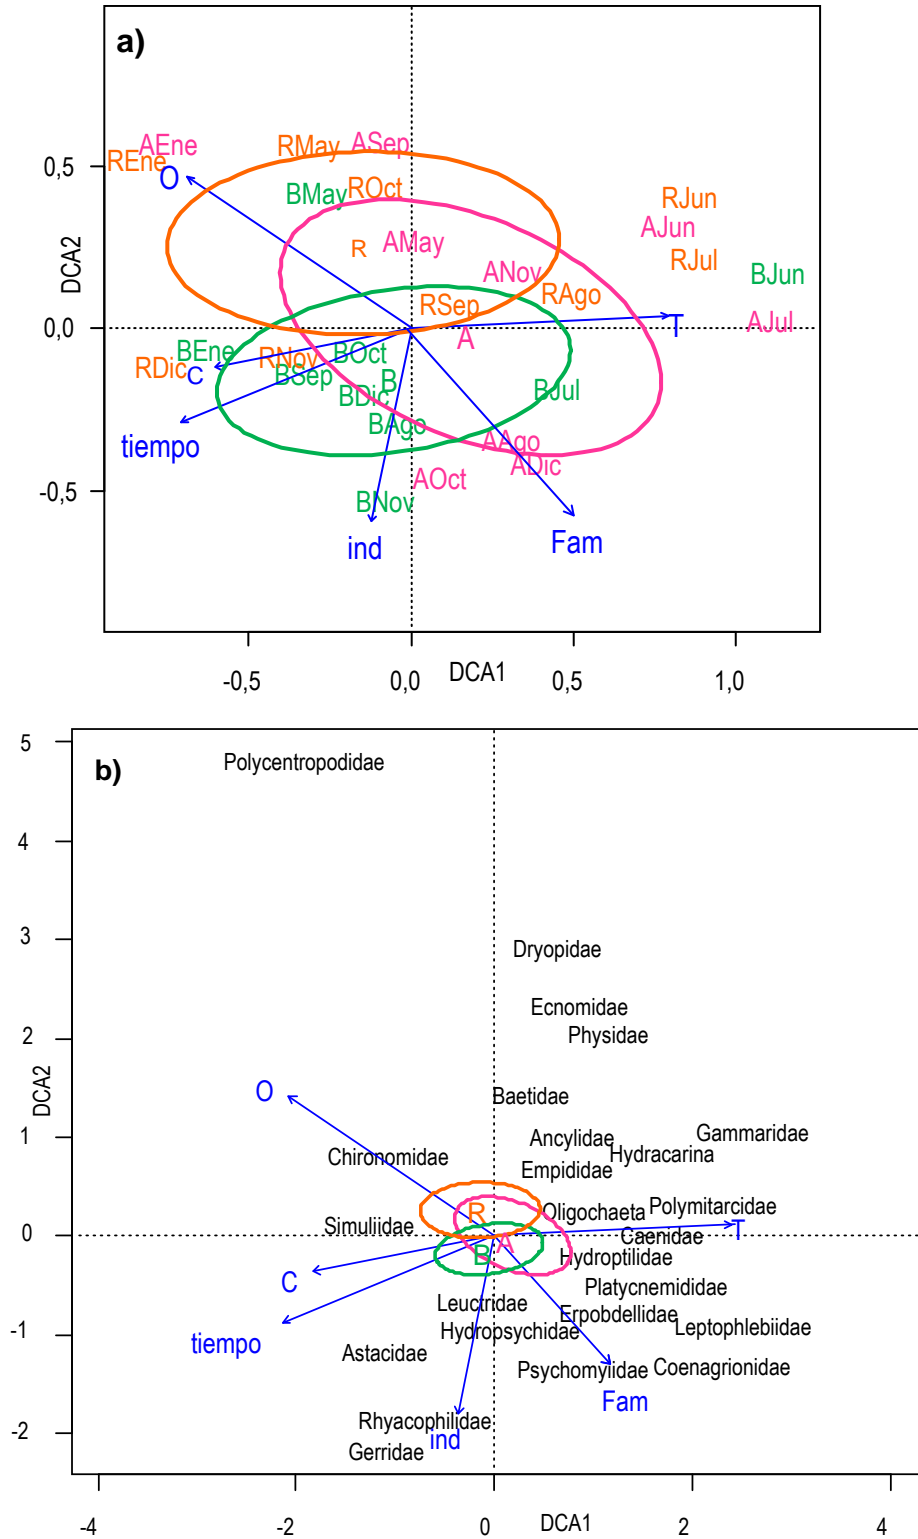 a)
AEne
ASep
RMay
REne
O
0,5
BMay
ROct
RJun
AJun
AMay
R
RJul
ANov
BJun
DCA2
RAgo
RSep
0,0
T
AJul
A
BEne
BOct
RNov
RDic
C
BSep
B
BDic
BJul
BAgo
tiempo
AAgo
ADic
AOct
-0,5
BNov
ind
Fam
-0,5
0,0
DCA1
0,5
1,0
5
Polycentropodidae
b)
4
Dryopidae
3
Ecnomidae
2
Physidae
DCA2
O
Baetidae
1
Ancylidae
Gammaridae
Chironomidae
Hydracarina
Empididae
R
Oligochaeta
Polymitarcidae
Simuliidae
0
T
A
Caenidae
B
Hydroptilidae
C
Platycnemididae
Leuctridae
Erpobdellidae
-1
Hydropsychidae
Leptophlebiidae
tiempo
Astacidae
Psychomyiidae
Coenagrionidae
Fam
Rhyacophilidae
-2
ind
Gerridae
-4
-2
0
DCA1
2
4